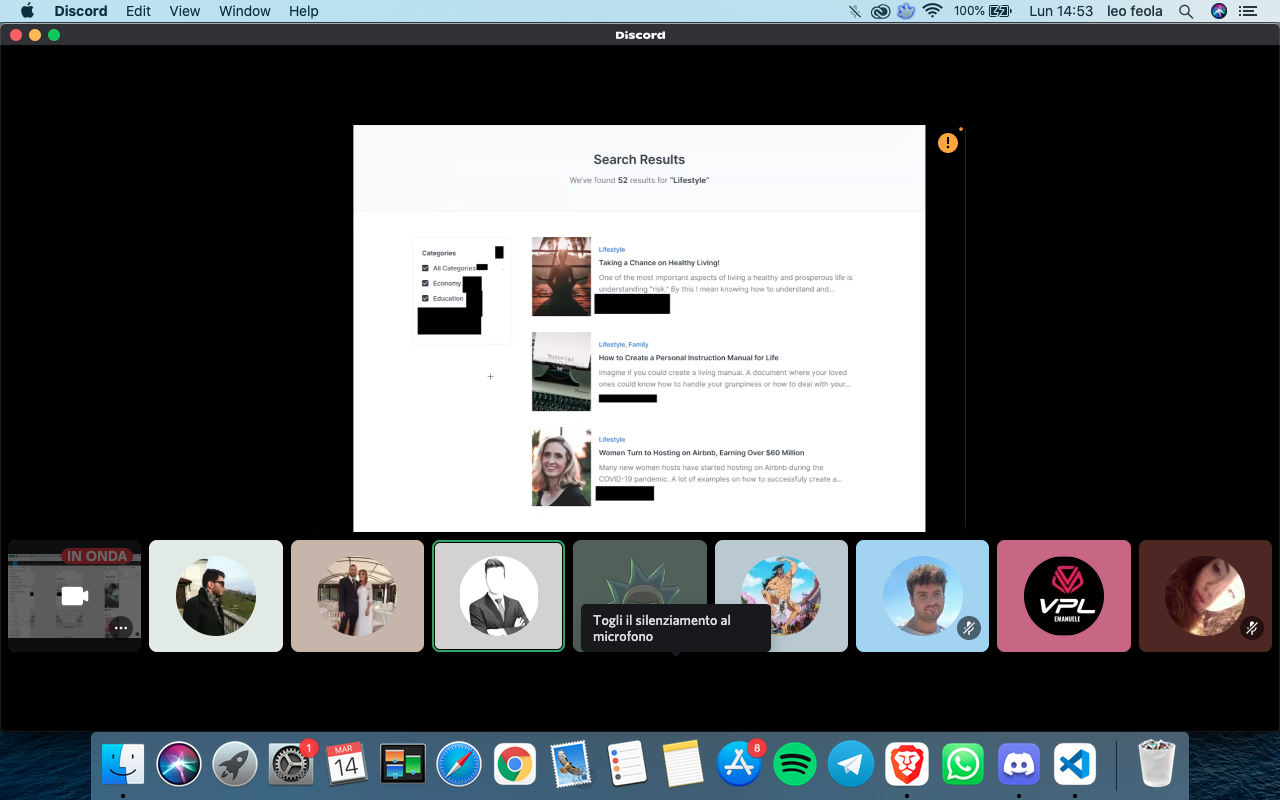 Discord Edit View Window Help 100% Lun 14:53 leo feola
Discord
Search Results
We've found 52 results for "Lifestyle"
Categories
All Categories
Economy
Education
Lifestyle
Taking a Chance on Healthy Living!
One of the most important aspects of living a healthy and prosperous life is
understanding "risk." By this I mean knowing how to understand and...
Tutorial
Lifestyle, Family
How to Create a Personal Instruction Manual for Life
Imagine if you could create a living manual. A document where your loved
ones could know how to handle your grunpiness or how to deal with your...
Lifestyle
Women Turn to Hosting on Airbnb, Earning Over $60 Million
Many new women hosts have started hosting on Airbnb during the
COVID-19 pandemic. A lot of examples on how to successfuly create a...
IN ONDA
Togli il silenziamento al
microfono
VPL
EMANUELE
1
MAR
14
8